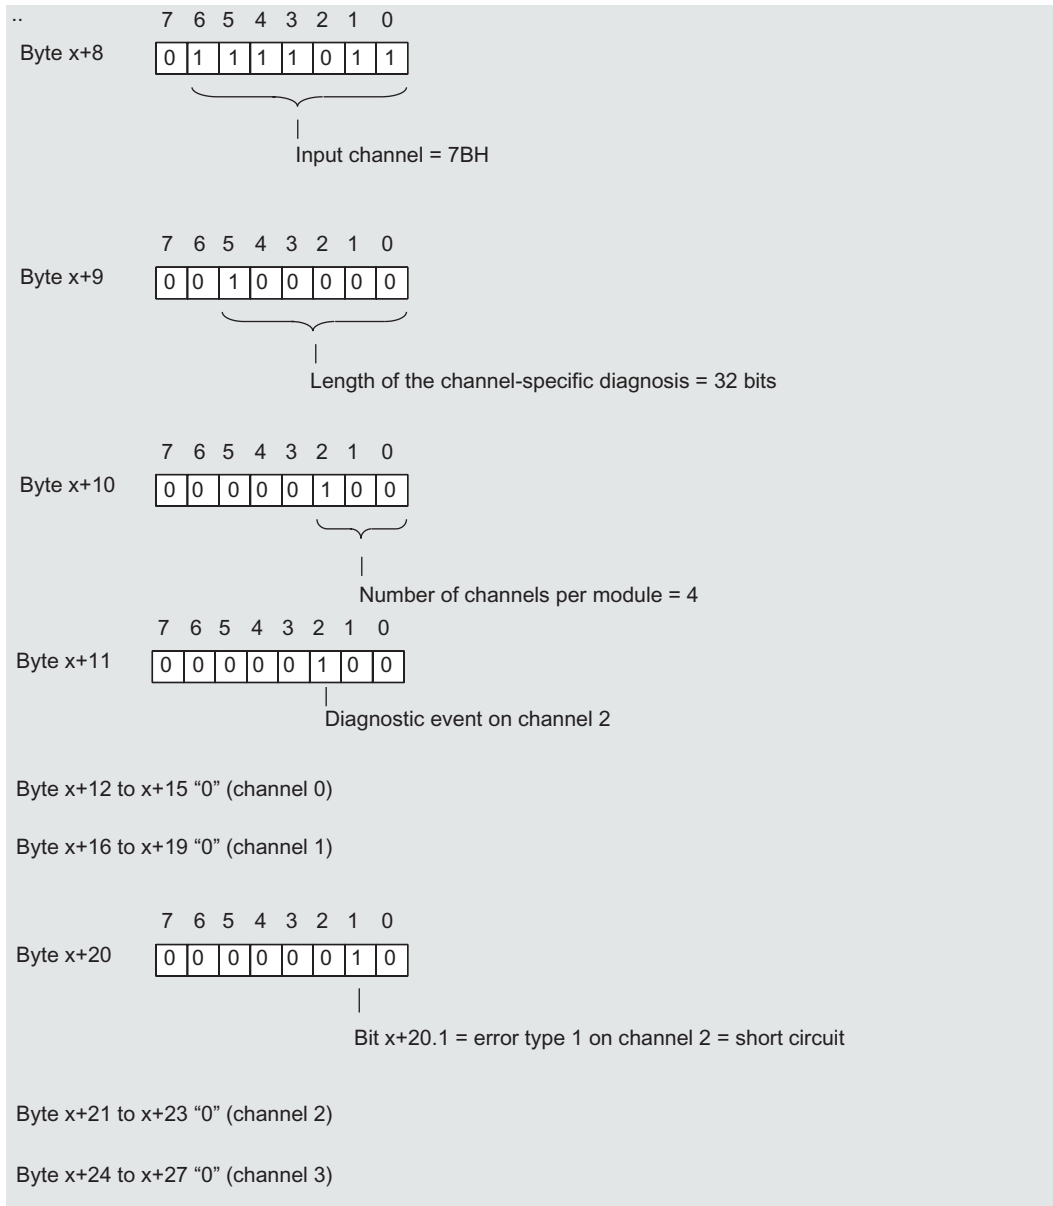 ..
7 6 5 4 3 2 1 0
Byte x+8 0 1 1 1 1 0 1 1
Input channel = 7BH
7 6 5 4 3 2 1 0
Byte x+9 0 0 1 0 0 0 0 0
Length of the channel-specific diagnosis = 32 bits
7 6 5 4 3 2 1 0
Byte x+10 0 0 0 0 0 1 0 0
Number of channels per module = 4
7 6 5 4 3 2 1 0
Byte x+11 0 0 0 0 0 1 0 0
Diagnostic event on channel 2
Byte x+12 to x+15 “0” (channel 0)
Byte x+16 to x+19 “0” (channel 1)
7 6 5 4 3 2 1 0
Byte x+20 0 0 0 0 0 0 1 0
Bit x+20.1 = error type 1 on channel 2 = short circuit
Byte x+21 to x+23 “0” (channel 2)
Byte x+24 to x+27 “0” (channel 3)